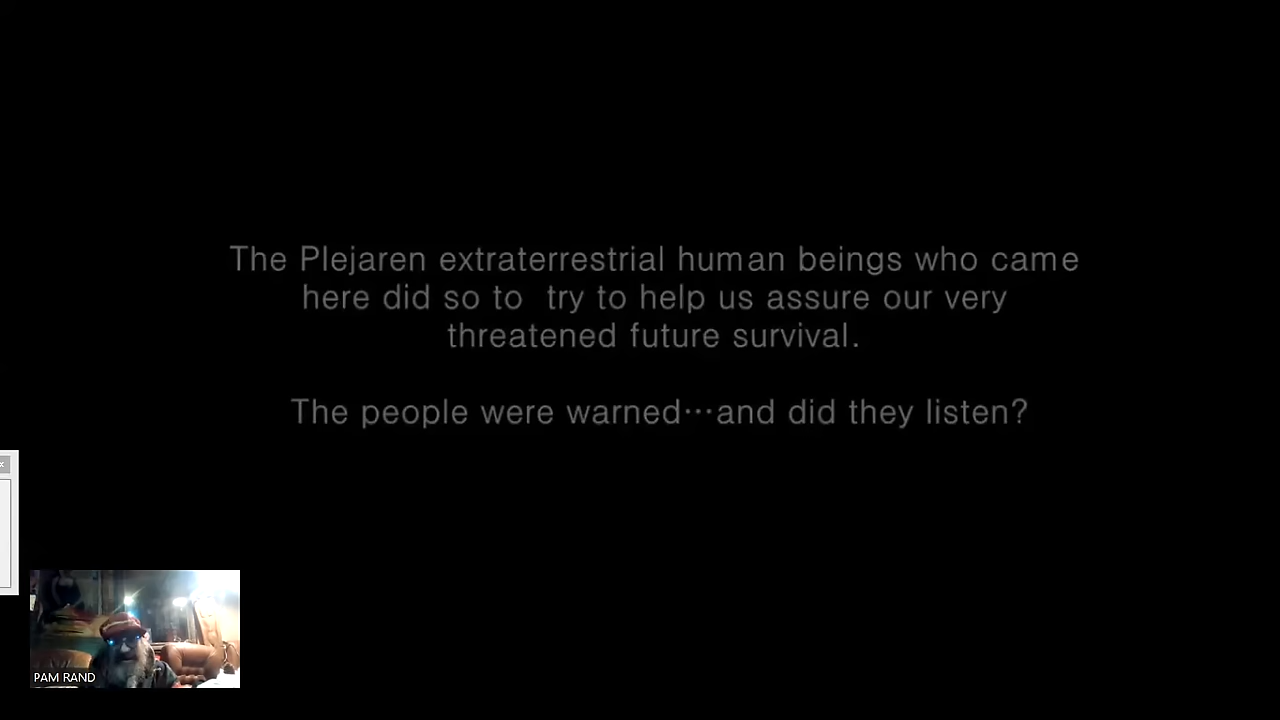 The Plejaren extraterrestrial human beings who came
here did so to try to help us assure our very
threatened future survival.
The people were warned···and did they listen?
PAM RAND